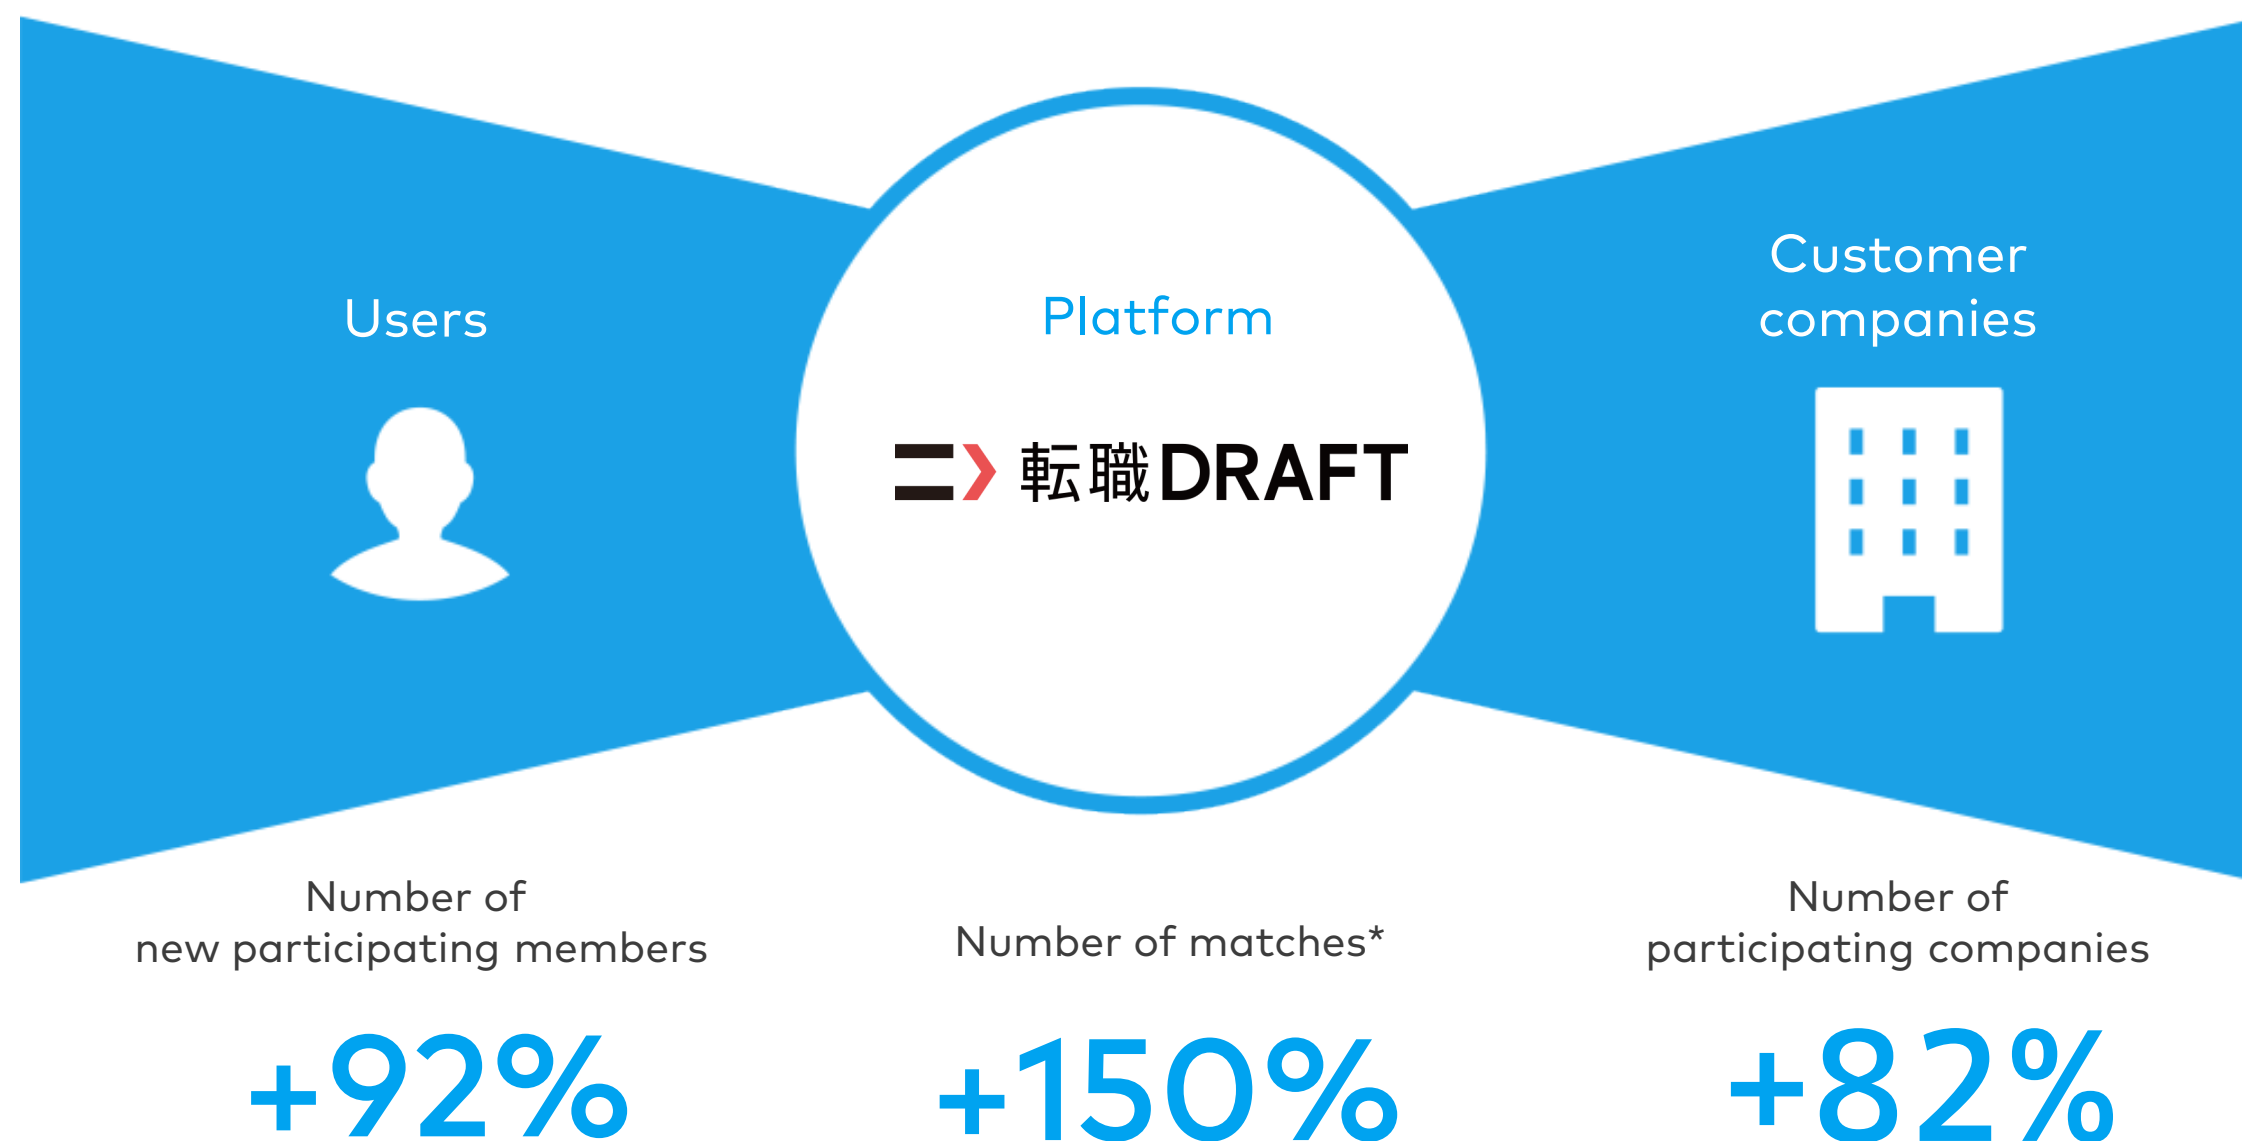 Users
Platform
転職DRAFT
Customer
companies
Number of
new participating members
+92%
Number of matches*
+150%
Number of
participating companies
+82%